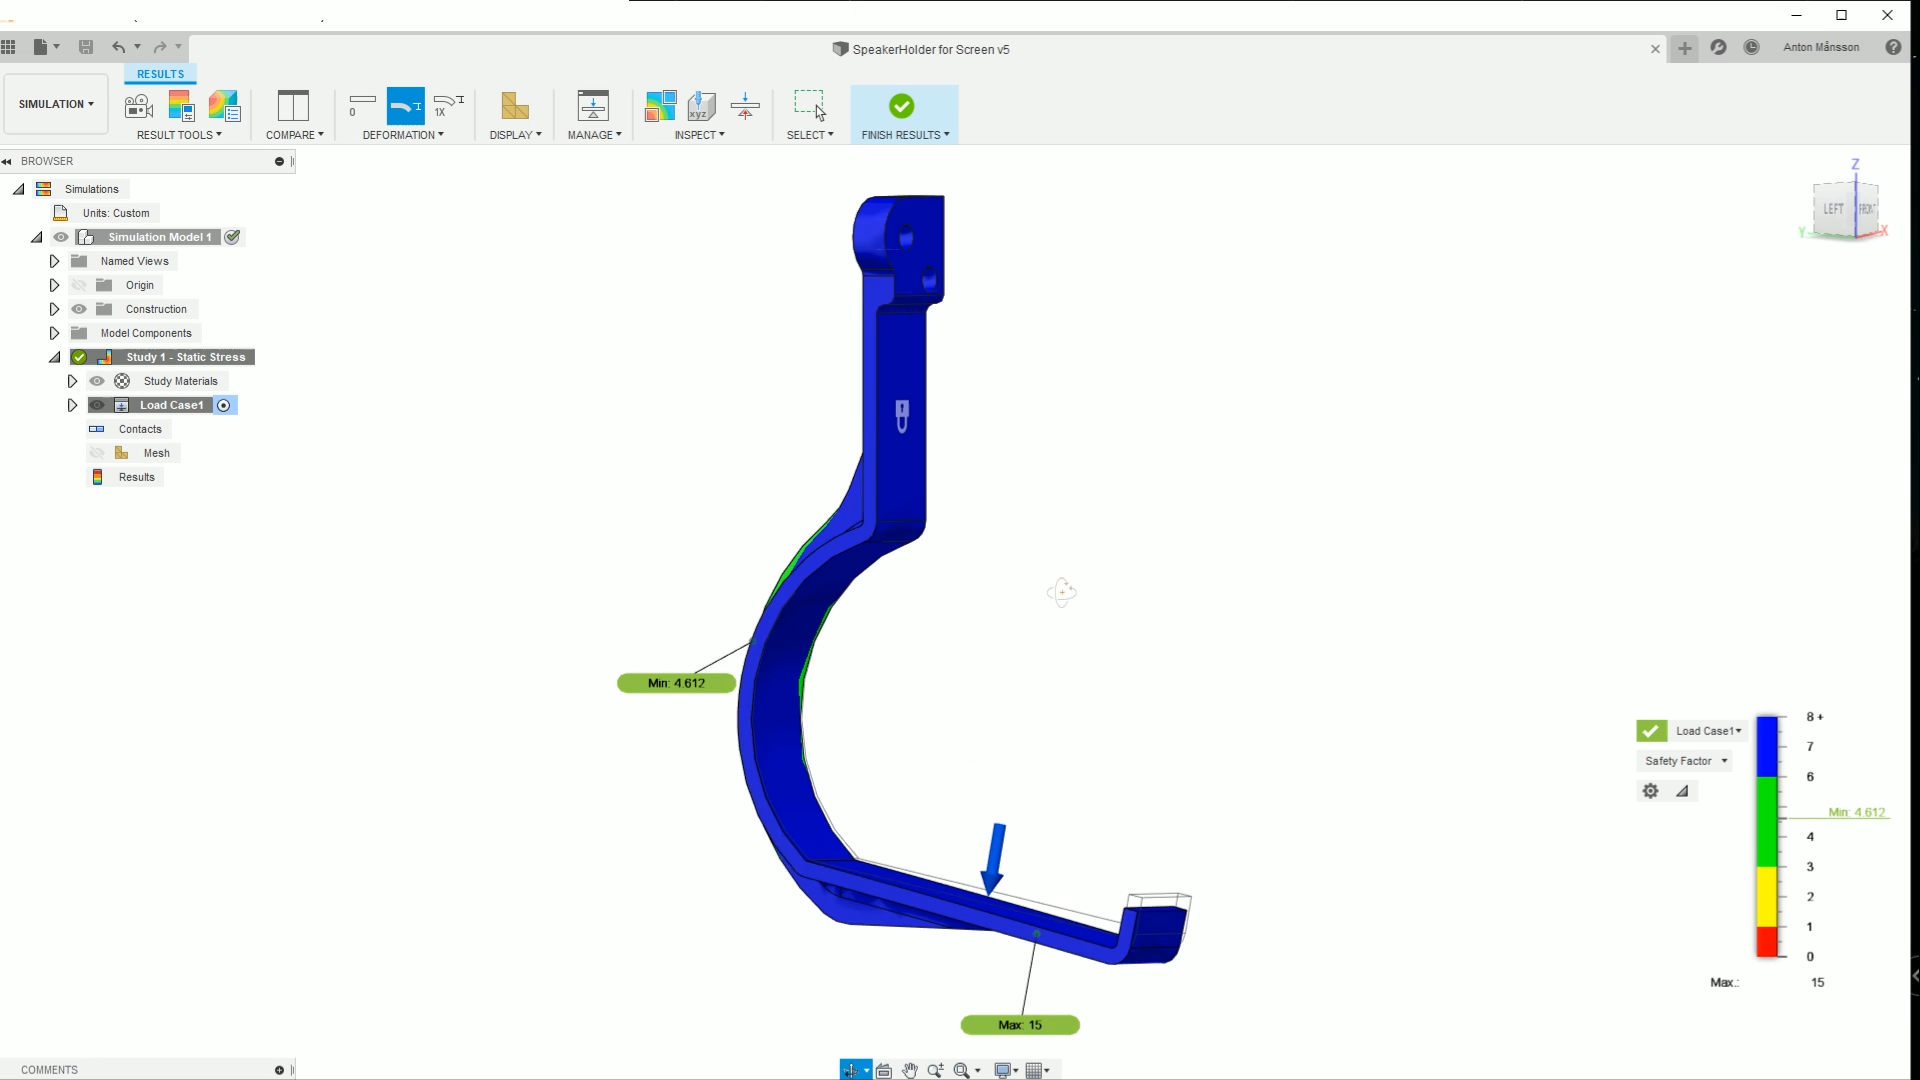 SpeakerHolder for Screen v5
Anton Månsson
RESULTS
SIMULATION
0
1X
xyz
RESULT TOOLS
COMPARE
DEFORMATION
DISPLAY
MANAGE
INSPECT
SELECT
FINISH RESULTS
BROWSER
Simulations
Units: Custom
Simulation Model 1
Named Views
Origin
Construction
Model Components
Study 1 - Static Stress
Study Materials
Load Case1
Contacts
Mesh
Results
Z
LEFT
FRONT
Y
X
Min: 4.612
Max: 15
Load Case1
Safety Factor
8 +
7
6
Min: 4.612
4
3
2
1
0
Max.: 15
COMMENTS